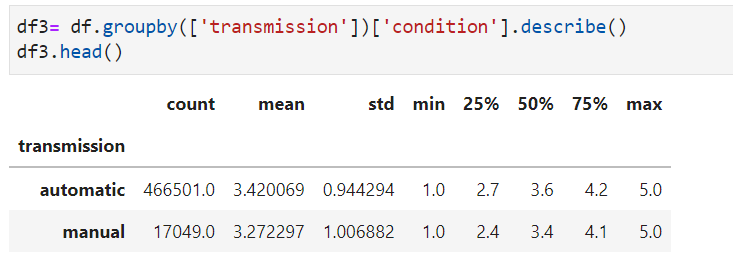 df3= df.groupby(['transmission'])['condition'].describe()
df3.head()
count mean std min 25% 50% 75% max
transmission
automatic 466501.0 3.420069 0.944294 1.0 2.7 3.6 4.2 5.0
manual 17049.0 3.272297 1.006882 1.0 2.4 3.4 4.1 5.0